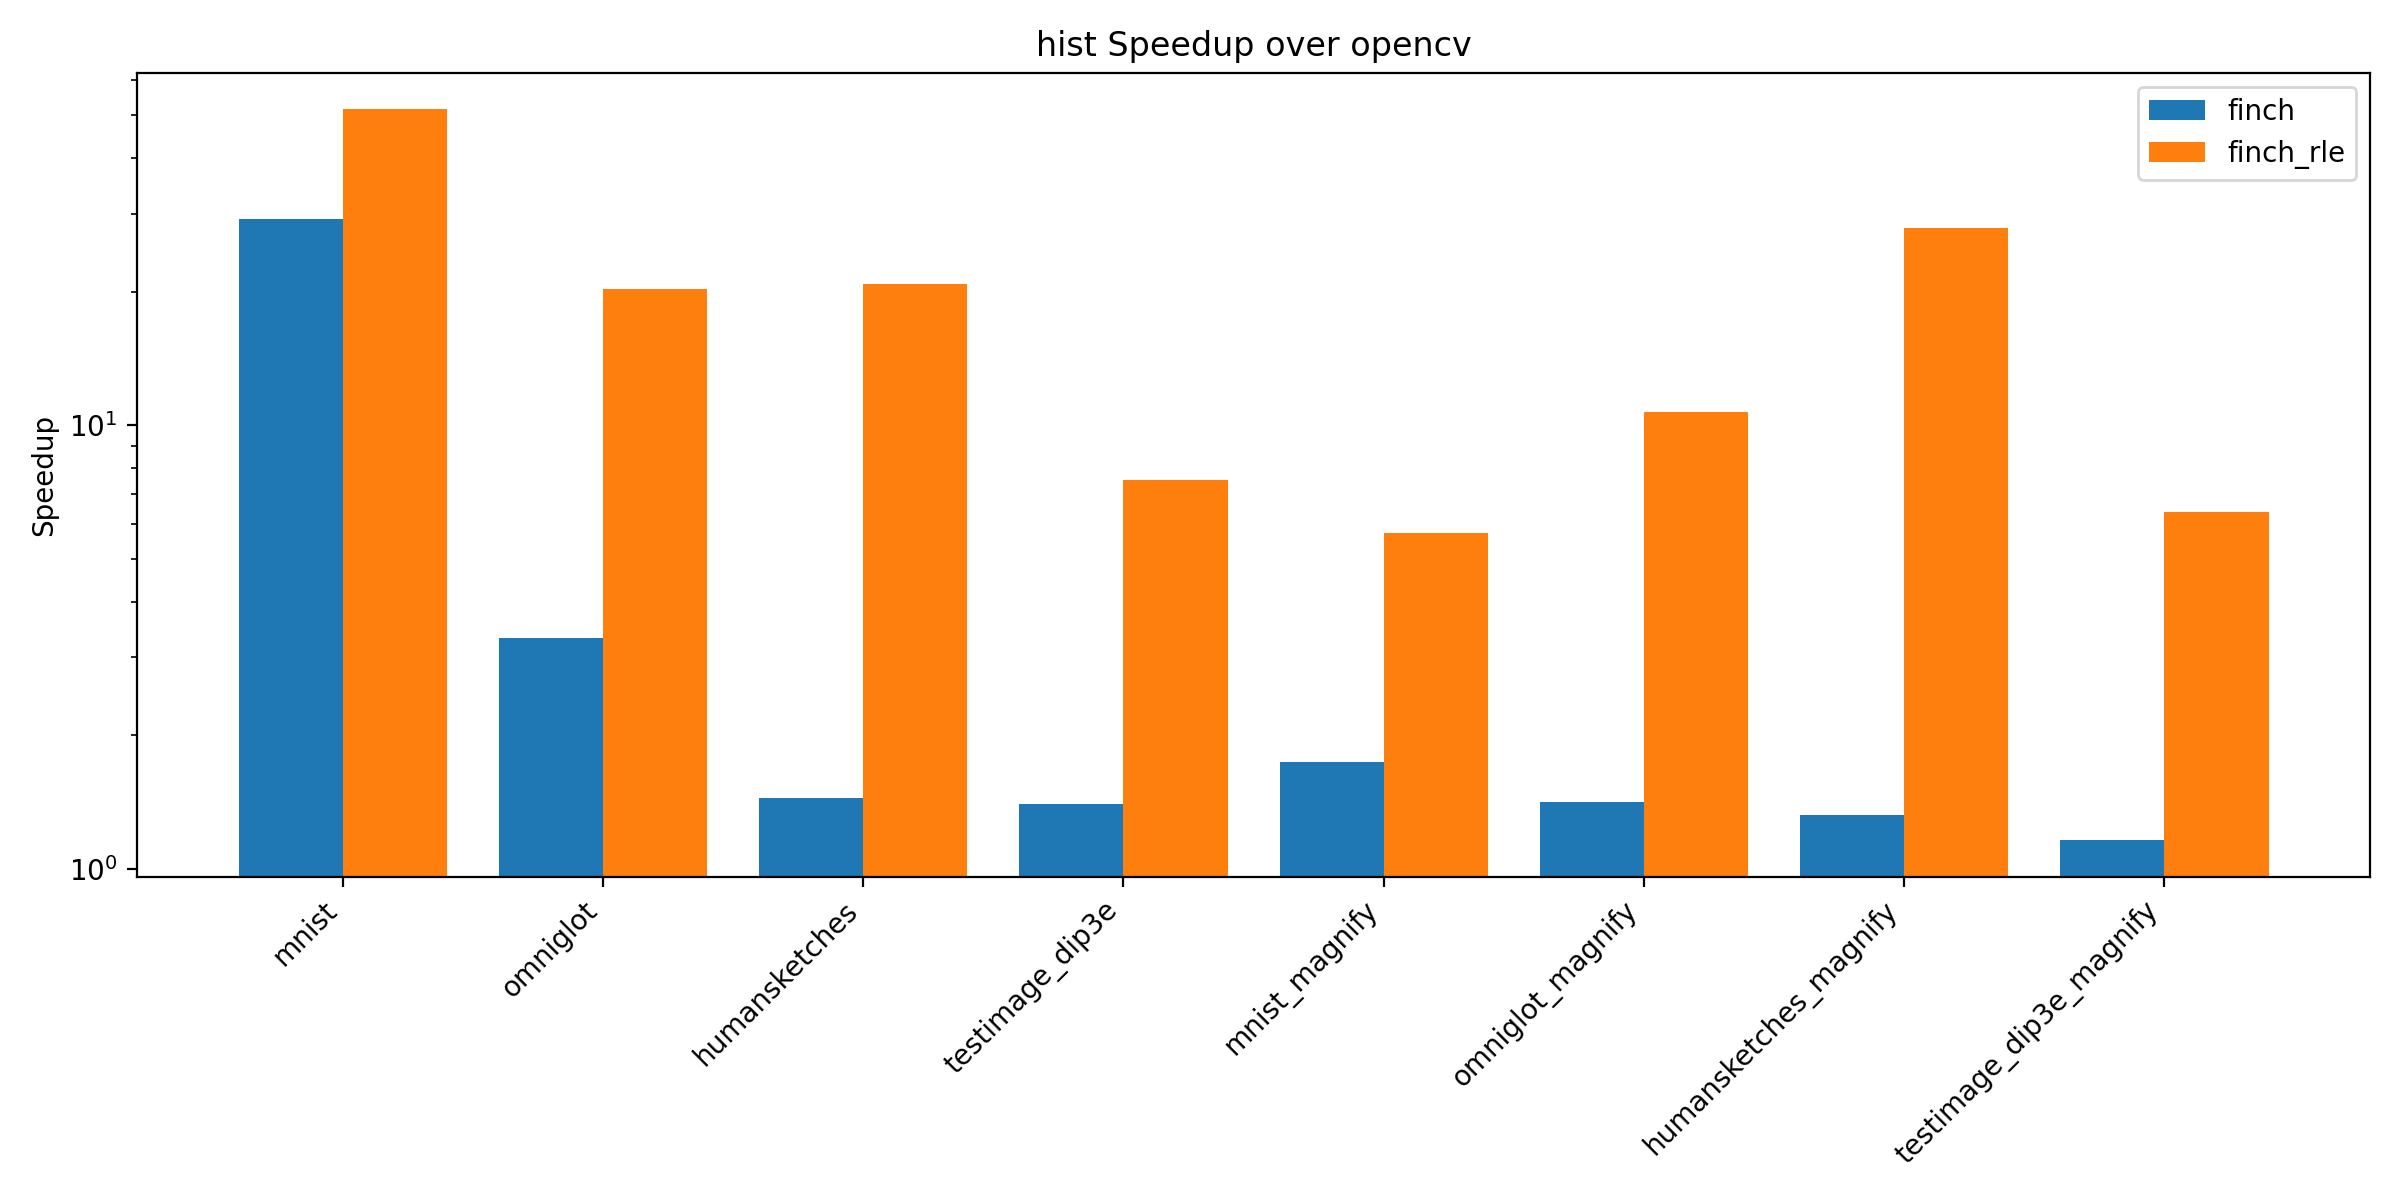 hist Speedup over opencv
finch
finch_rle
Speedup
10¹
10⁰
mnist
omniglot
humansketches
testimage_dip3e
mnist_magnify
omniglot_magnify
humansketches_magnify
testimage_dip3e_magnify